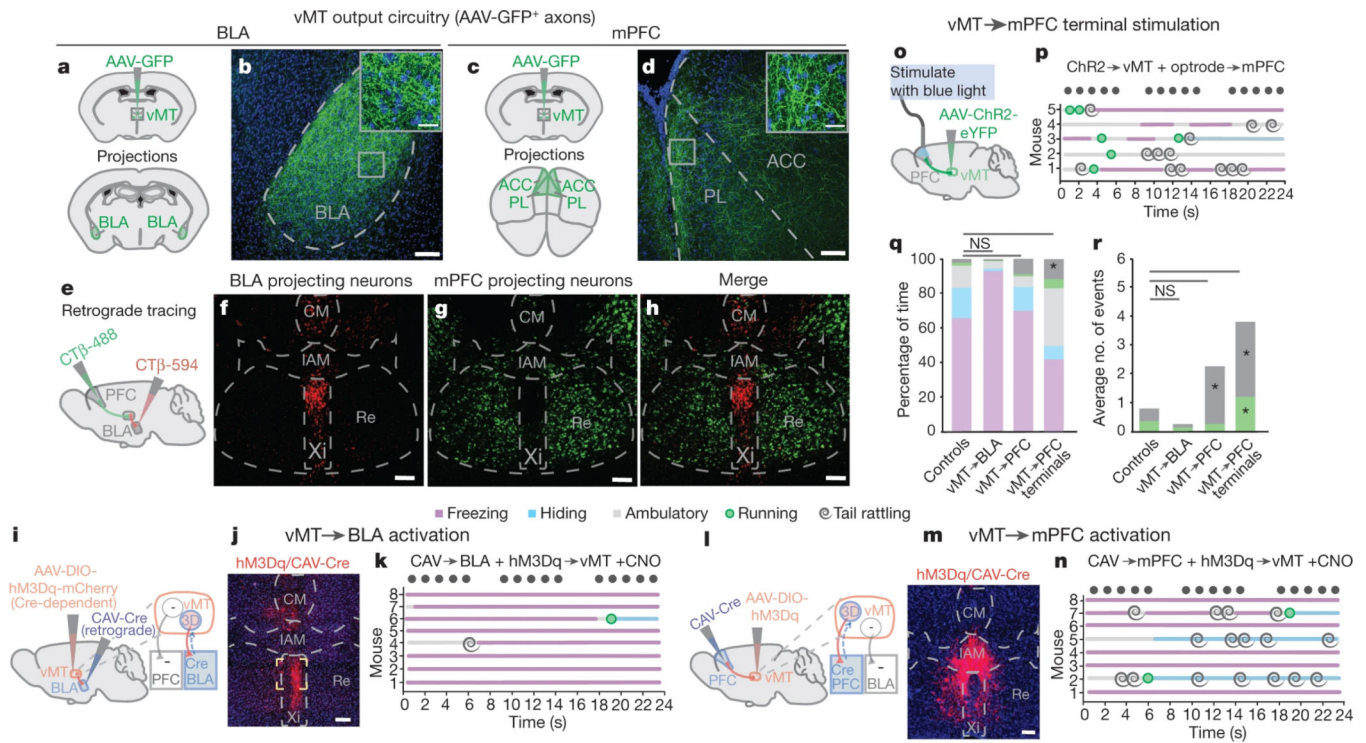 vMT output circuitry (AAV-GFP⁺ axons)
BLA
mPFC
a
AAV-GFP
vMT
Projections
BLA BLA
b
BLA
c
AAV-GFP
vMT
Projections
ACC ACC
PL PL
d
ACC
PL
e
Retrograde tracing
CTβ-488
CTβ-594
PFC
BLA
BLA projecting neurons
f
CM
IAM
Xi
Re
mPFC projecting neurons
g
CM
IAM
Xi
Re
Merge
h
CM
IAM
Xi
Re
vMT→mPFC terminal stimulation
o
Stimulate
with blue light
AAV-ChR2-
eYFP
PFC
vMT
p
ChR2→vMT + optrode→mPFC
Mouse
5
4
3
2
1
0 2 4 6 8 10 12 14 16 18 20 22 24
Time (s)
q
NS
*
Percentage of time
100
80
60
40
20
0
Controls
vMT→BLA
vMT→PFC
vMT→PFC
terminals
r
NS
*
*
*
Average no. of events
6
5
4
3
2
1
0
Controls
vMT→BLA
vMT→PFC
vMT→PFC
terminals
Freezing Hiding Ambulatory Running Tail rattling
i
vMT→BLA activation
AAV-DIO-
hM3Dq-mCherry
(Cre-dependent)
CAV-Cre
(retrograde)
vMT
BLA
-
vMT
3D
-
PFC
Cre
BLA
j
hM3Dq/CAV-Cre
CM
IAM
Re
Xi
k
CAV→BLA + hM3Dq→vMT +CNO
Mouse
8
7
6
5
4
3
2
1
0 2 4 6 8 10 12 14 16 18 20 22 24
Time (s)
l
vMT→mPFC activation
CAV-Cre
AAV-DIO-
hM3Dq
PFC
vMT
3D
vMT
-
Cre
PFC
-
BLA
m
hM3Dq/CAV-Cre
CM
IAM
Re
Xi
n
CAV→mPFC + hM3Dq→vMT +CNO
Mouse
8
7
6
5
4
3
2
1
0 2 4 6 8 10 12 14 16 18 20 22 24
Time (s)